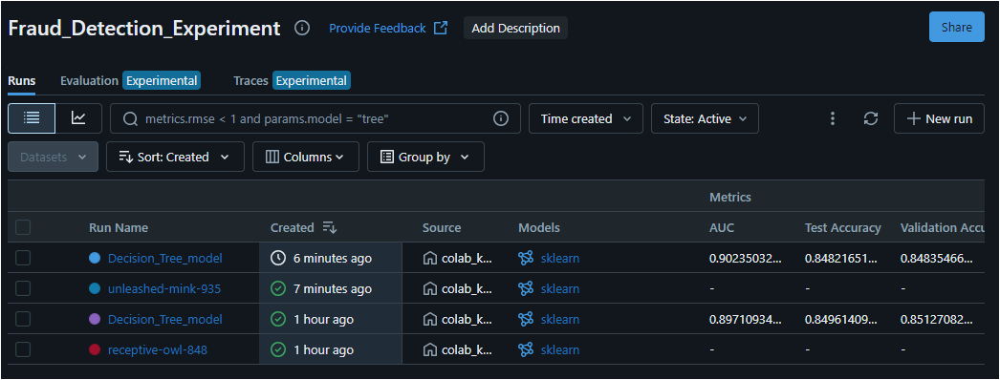 Fraud_Detection_Experiment Provide Feedback Add Description Share
Runs Evaluation Experimental Traces Experimental
metrics.rmse < 1 and params.model = "tree" Time created State: Active New run
Datasets Sort: Created Columns Group by
Metrics
Run Name Created Source Models AUC Test Accuracy Validation Accu
Decision_Tree_model 6 minutes ago colab_k... sklearn 0.90235032... 0.84821651... 0.84835466...
unleashed-mink-935 7 minutes ago colab_k... sklearn - - -
Decision_Tree_model 1 hour ago colab_k... sklearn 0.89710934... 0.84961409... 0.85127082...
receptive-owl-848 1 hour ago colab_k... sklearn - - -